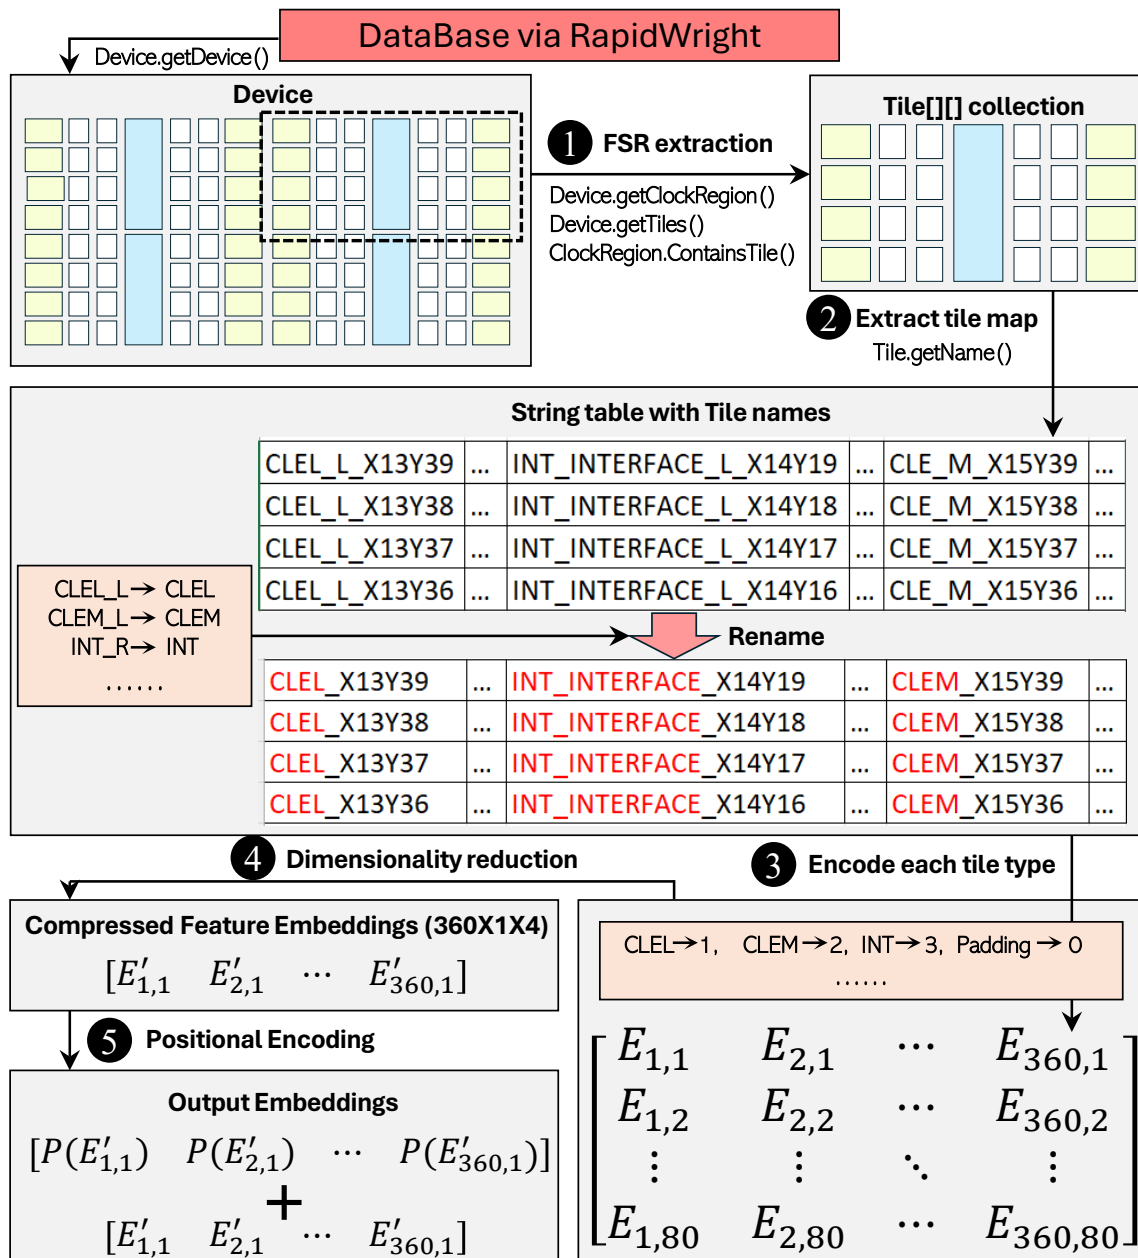 DataBase via RapidWright
Device.getDevice()
Device
Tile[][] collection
1 FSR extraction
Device.getClockRegion()
Device.getTiles()
ClockRegion.ContainsTile()
2 Extract tile map
Tile.getName()
String table with Tile names
CLEL_L_X13Y39 ... INT_INTERFACE_L_X14Y19 ... CLE_M_X15Y39 ...
CLEL_L_X13Y38 ... INT_INTERFACE_L_X14Y18 ... CLE_M_X15Y38 ...
CLEL_L_X13Y37 ... INT_INTERFACE_L_X14Y17 ... CLE_M_X15Y37 ...
CLEL_L_X13Y36 ... INT_INTERFACE_L_X14Y16 ... CLE_M_X15Y36 ...
CLEL_L→ CLEL
CLEM_L→ CLEM
INT_R→ INT
......
Rename
CLEL_X13Y39 ... INT_INTERFACE_X14Y19 ... CLEM_X15Y39 ...
CLEL_X13Y38 ... INT_INTERFACE_X14Y18 ... CLEM_X15Y38 ...
CLEL_X13Y37 ... INT_INTERFACE_X14Y17 ... CLEM_X15Y37 ...
CLEL_X13Y36 ... INT_INTERFACE_X14Y16 ... CLEM_X15Y36 ...
3 Encode each tile type
CLEL→1, CLEM→2, INT→3, Padding→0
......
E1,1 E2,1 ⋯ E360,1
E1,2 E2,2 ⋯ E360,2
⋮ ⋮ ⋱ ⋮
E1,80 E2,80 ⋯ E360,80
4 Dimensionality reduction
Compressed Feature Embeddings (360X1X4)
[E′1,1 E′2,1 ⋯ E′360,1]
5 Positional Encoding
Output Embeddings
[P(E′1,1) P(E′2,1) ⋯ P(E′360,1)]
+
[E′1,1 E′2,1 ⋯ E′360,1]